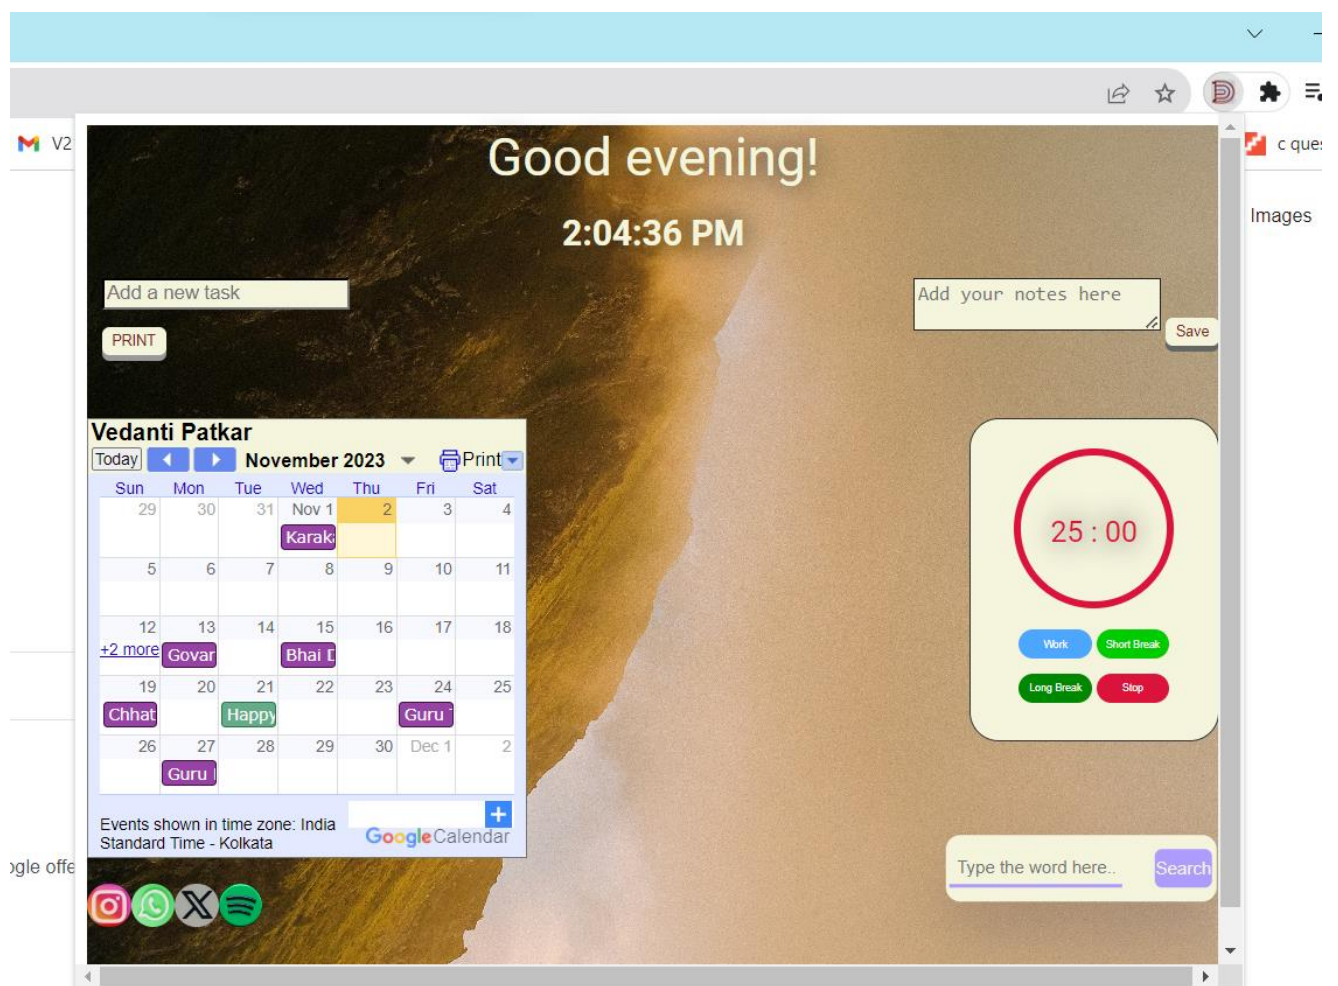 V2
c ques
Images
Good evening!
2:04:36 PM
Add a new task
PRINT
Add your notes here
Save
Vedanti Patkar
Today November 2023 Print
Sun Mon Tue Wed Thu Fri Sat
29 30 31 Nov 1 2 3 4
Karak
5 6 7 8 9 10 11
12 13 14 15 16 17 18
+2 more Govar Bhai D
19 20 21 22 23 24 25
Chhat Happy Guru
26 27 28 29 30 Dec 1 2
Guru
Events shown in time zone: India
Standard Time - Kolkata
Google Calendar
25 : 00
Work Short Break
Long Break Stop
Type the word here..
Search
ogle offe